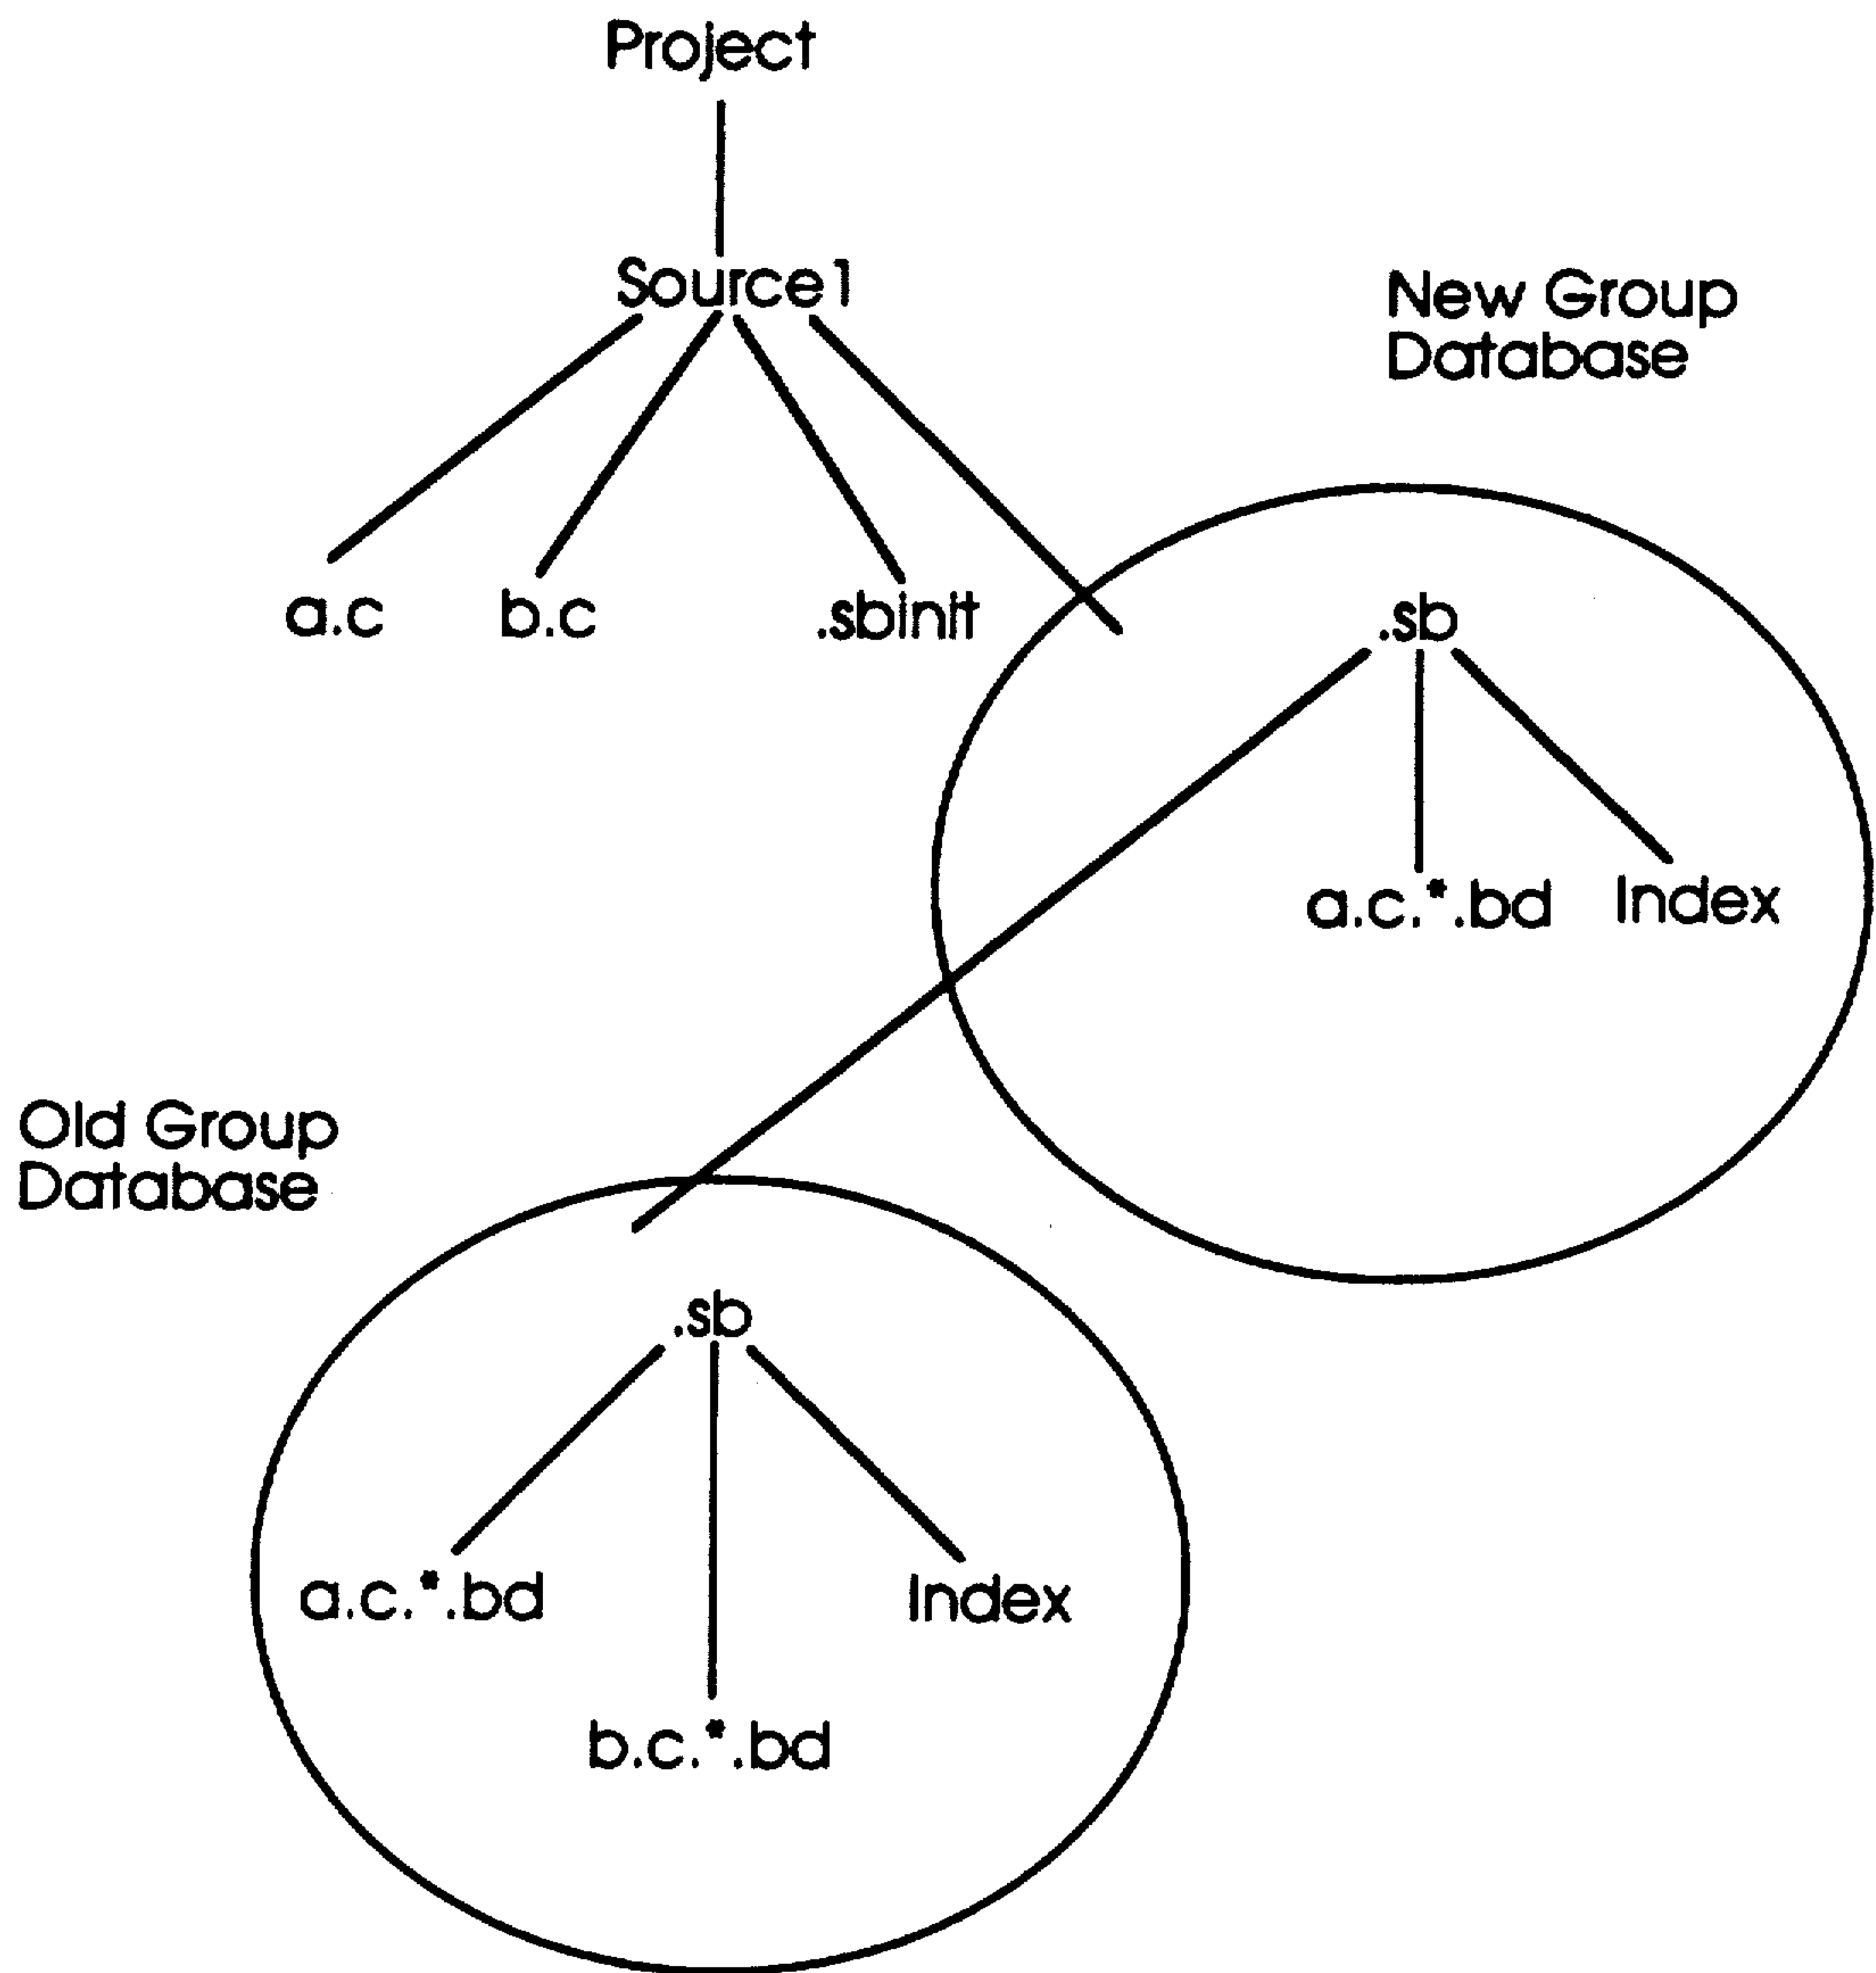 Project
Source1
New Group
Database
a.c
b.c
.sbinit
.sb
a.c.*.bd
Index
Old Group
Database
.sb
a.c.*.bd
Index
b.c.*.bd